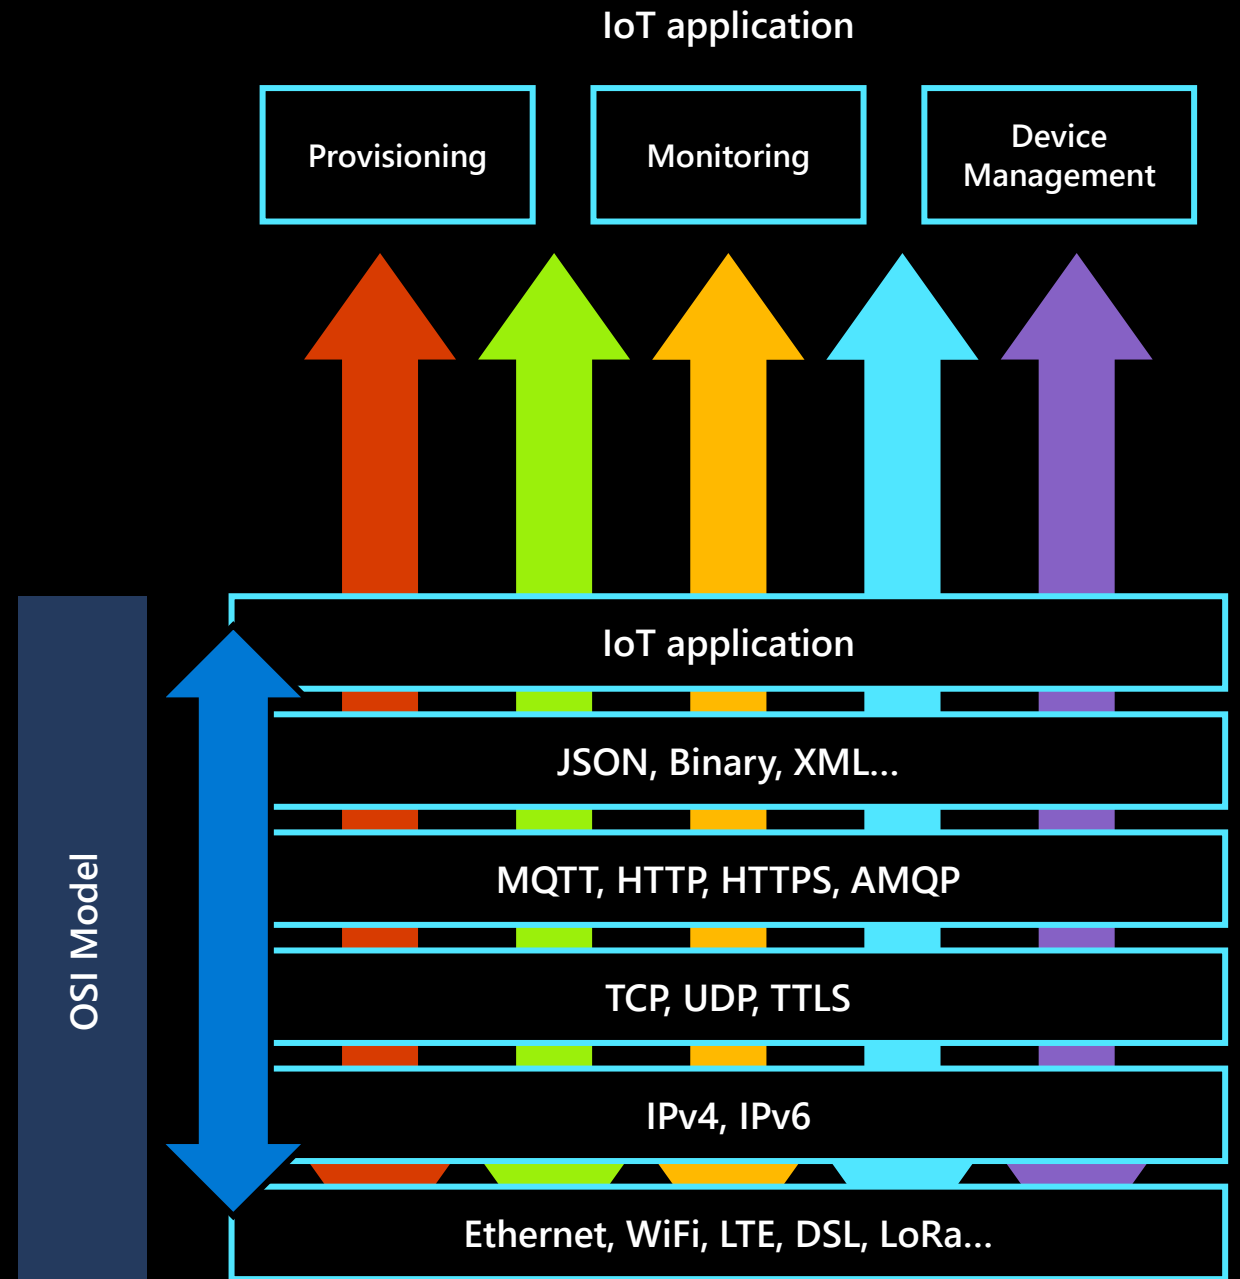 IoT application
Provisioning
Monitoring
Device
Management
IoT application
JSON, Binary, XML...
MQTT, HTTP, HTTPS, AMQP
TCP, UDP, TTLS
IPv4, IPv6
Ethernet, WiFi, LTE, DSL, LoRa...
OSI Model